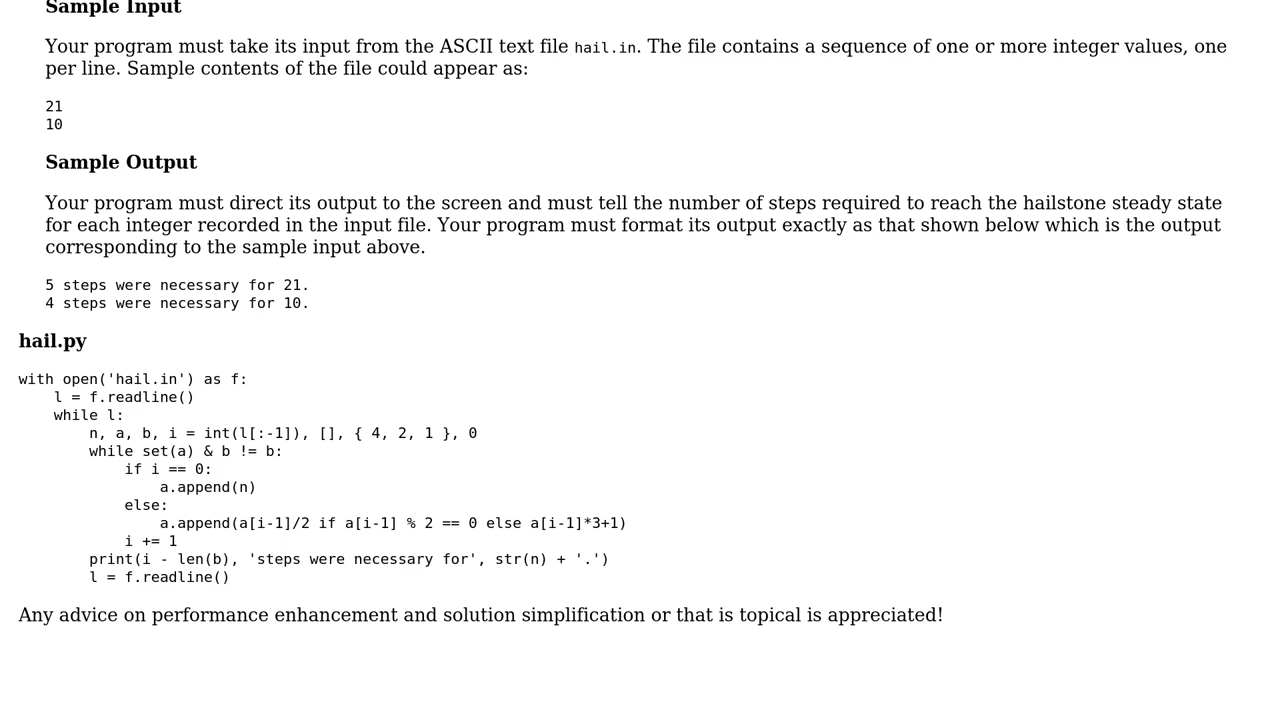 Sample Input
Your program must take its input from the ASCII text file hail.in. The file contains a sequence of one or more integer values, one
per line. Sample contents of the file could appear as:
21
10
Sample Output
Your program must direct its output to the screen and must tell the number of steps required to reach the hailstone steady state
for each integer recorded in the input file. Your program must format its output exactly as that shown below which is the output
corresponding to the sample input above.
5 steps were necessary for 21.
4 steps were necessary for 10.
hail.py
with open('hail.in') as f:
    l = f.readline()
    while l:
        n, a, b, i = int(l[:-1]), [], { 4, 2, 1 }, 0
        while set(a) & b != b:
            if i == 0:
                a.append(n)
            else:
                a.append(a[i-1]/2 if a[i-1] % 2 == 0 else a[i-1]*3+1)
            i += 1
        print(i - len(b), 'steps were necessary for', str(n) + '.')
        l = f.readline()
Any advice on performance enhancement and solution simplification or that is topical is appreciated!